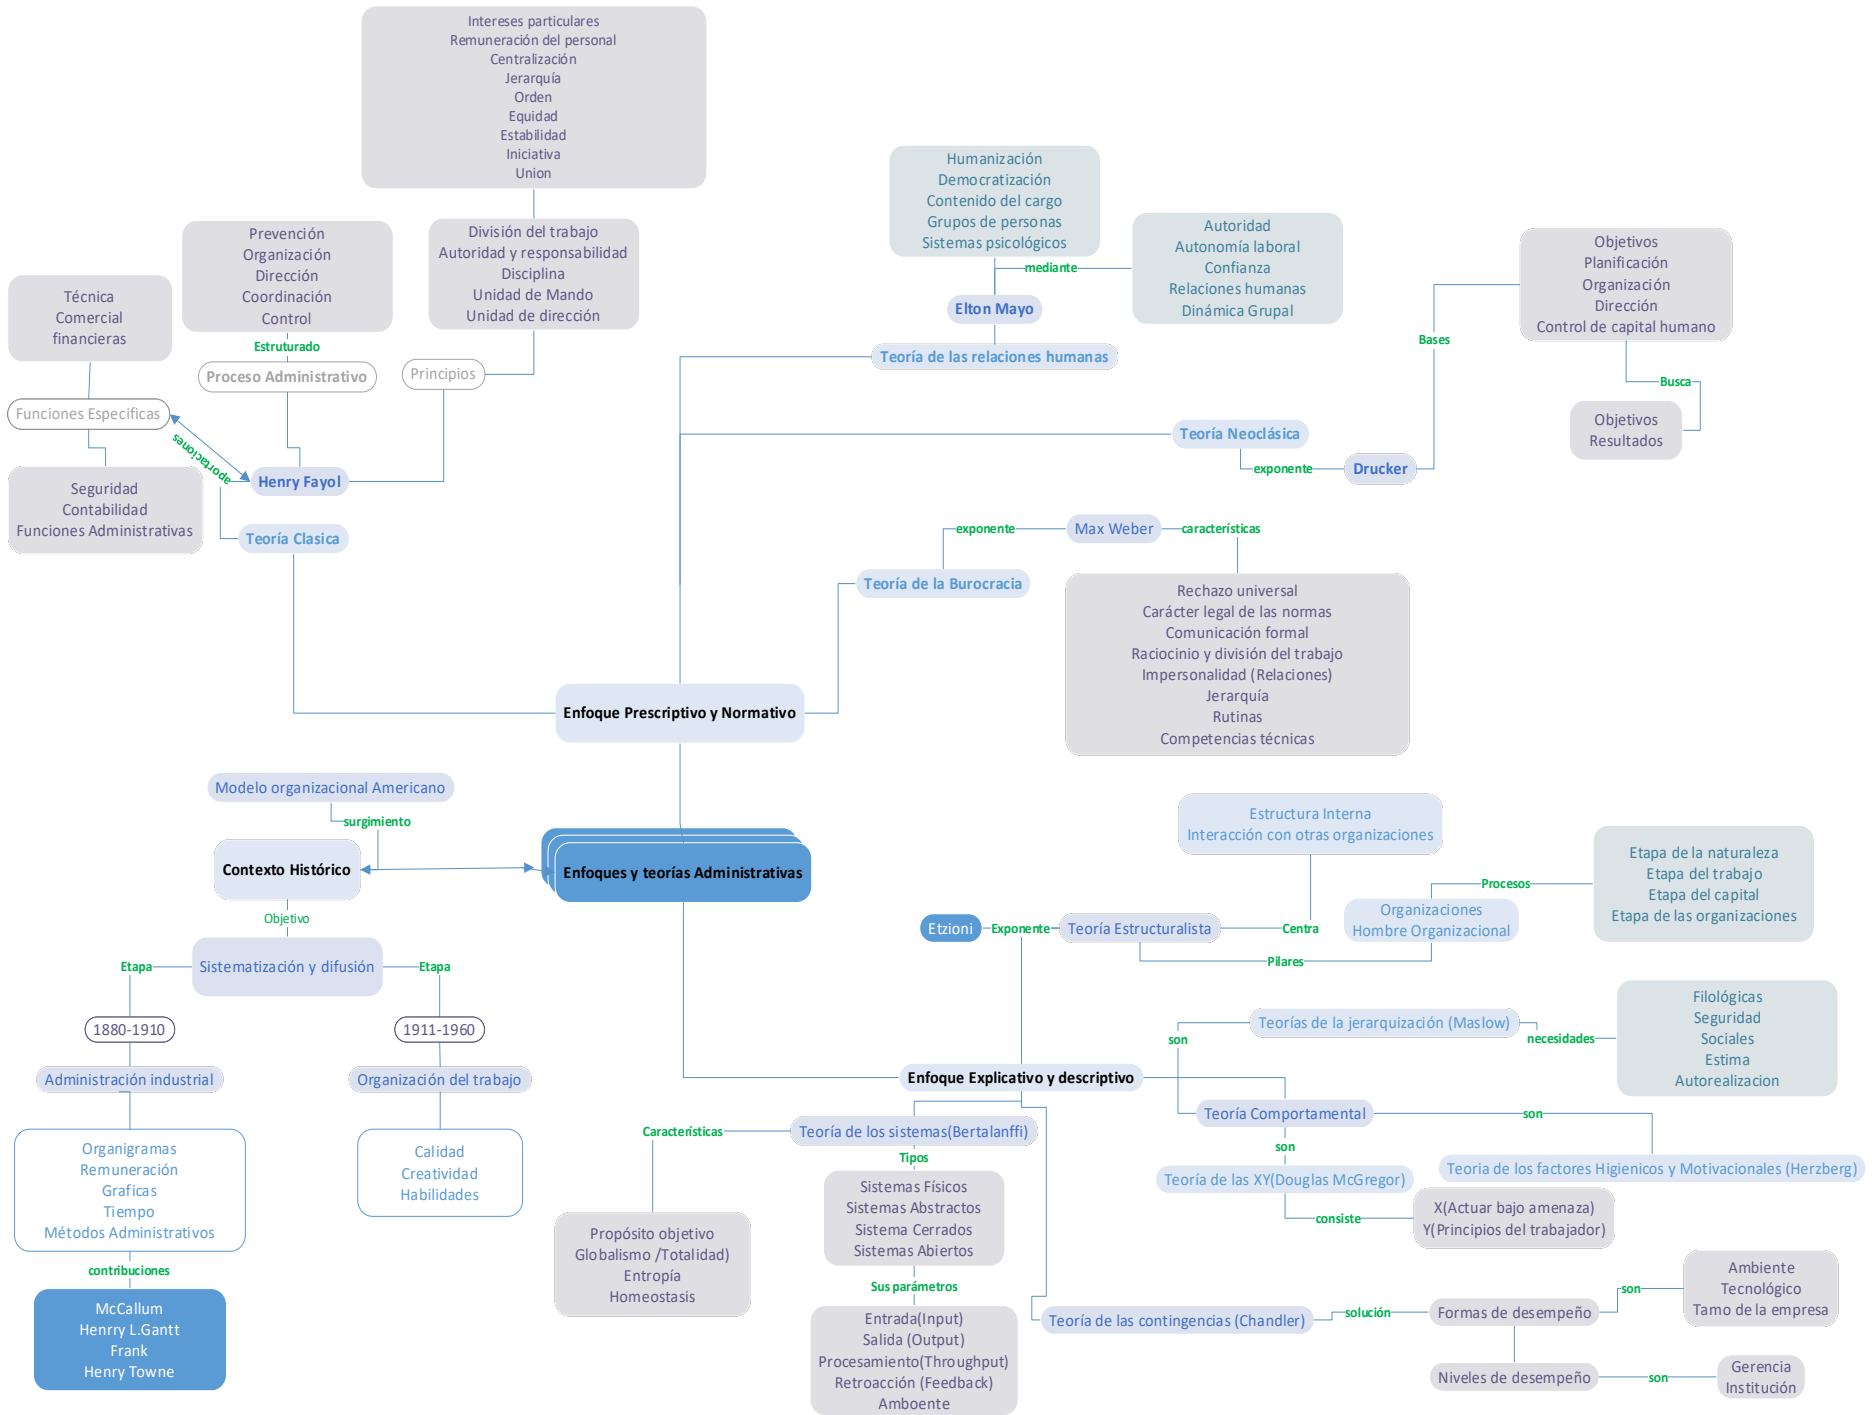 Intereses particulares
Remuneración del personal
Centralización
Jerarquía
Orden
Equidad
Estabilidad
Iniciativa
Union
División del trabajo
Autoridad y responsabilidad
Disciplina
Unidad de Mando
Unidad de dirección
Prevención
Organización
Dirección
Coordinación
Control
Estruturado
Proceso Administrativo
Principios
Técnica
Comercial
financieras
Funciones Especificas
aportaciones
Seguridad
Contabilidad
Funciones Administrativas
Henry Fayol
Teoría Clasica
Humanización
Democratización
Contenido del cargo
Grupos de personas
Sistemas psicológicos
mediante
Autoridad
Autonomía laboral
Confianza
Relaciones humanas
Dinámica Grupal
Elton Mayo
Teoría de las relaciones humanas
Objetivos
Planificación
Organización
Dirección
Control de capital humano
Bases
Busca
Objetivos
Resultados
Teoría Neoclásica
exponente
Drucker
exponente
Max Weber
características
Teoría de la Burocracia
Rechazo universal
Carácter legal de las normas
Comunicación formal
Raciocinio y división del trabajo
Impersonalidad (Relaciones)
Jerarquía
Rutinas
Competencias técnicas
Enfoque Prescriptivo y Normativo
Modelo organizacional Americano
surgimiento
Contexto Histórico
Enfoques y teorías Administrativas
Objetivo
Sistematización y difusión
Etapa
Etapa
1880-1910
1911-1960
Administración industrial
Organización del trabajo
Organigramas
Remuneración
Graficas
Tiempo
Métodos Administrativos
Calidad
Creatividad
Habilidades
contribuciones
McCallum
Henrry L.Gantt
Frank
Henry Towne
Estructura Interna
Interacción con otras organizaciones
Etzioni
Exponente
Teoría Estructuralista
Centra
Pilares
Organizaciones
Hombre Organizacional
Procesos
Etapa de la naturaleza
Etapa del trabajo
Etapa del capital
Etapa de las organizaciones
Enfoque Explicativo y descriptivo
son
Teorías de la jerarquización (Maslow)
necesidades
Filológicas
Seguridad
Sociales
Estima
Autorealizacion
Teoría Comportamental
son
son
Teoría de las XY(Douglas McGregor)
Teoria de los factores Higienicos y Motivacionales (Herzberg)
consiste
X(Actuar bajo amenaza)
Y(Principios del trabajador)
Características
Teoría de los sistemas(Bertalanffi)
Tipos
Sistemas Físicos
Sistemas Abstractos
Sistema Cerrados
Sistemas Abiertos
Propósito objetivo
Globalismo /Totalidad)
Entropía
Homeostasis
Sus parámetros
Entrada(Input)
Salida (Output)
Procesamiento(Throughput)
Retroacción (Feedback)
Amboente
Teoría de las contingencias (Chandler)
solución
Formas de desempeño
son
Ambiente
Tecnológico
Tamo de la empresa
Niveles de desempeño
son
Gerencia
Institución